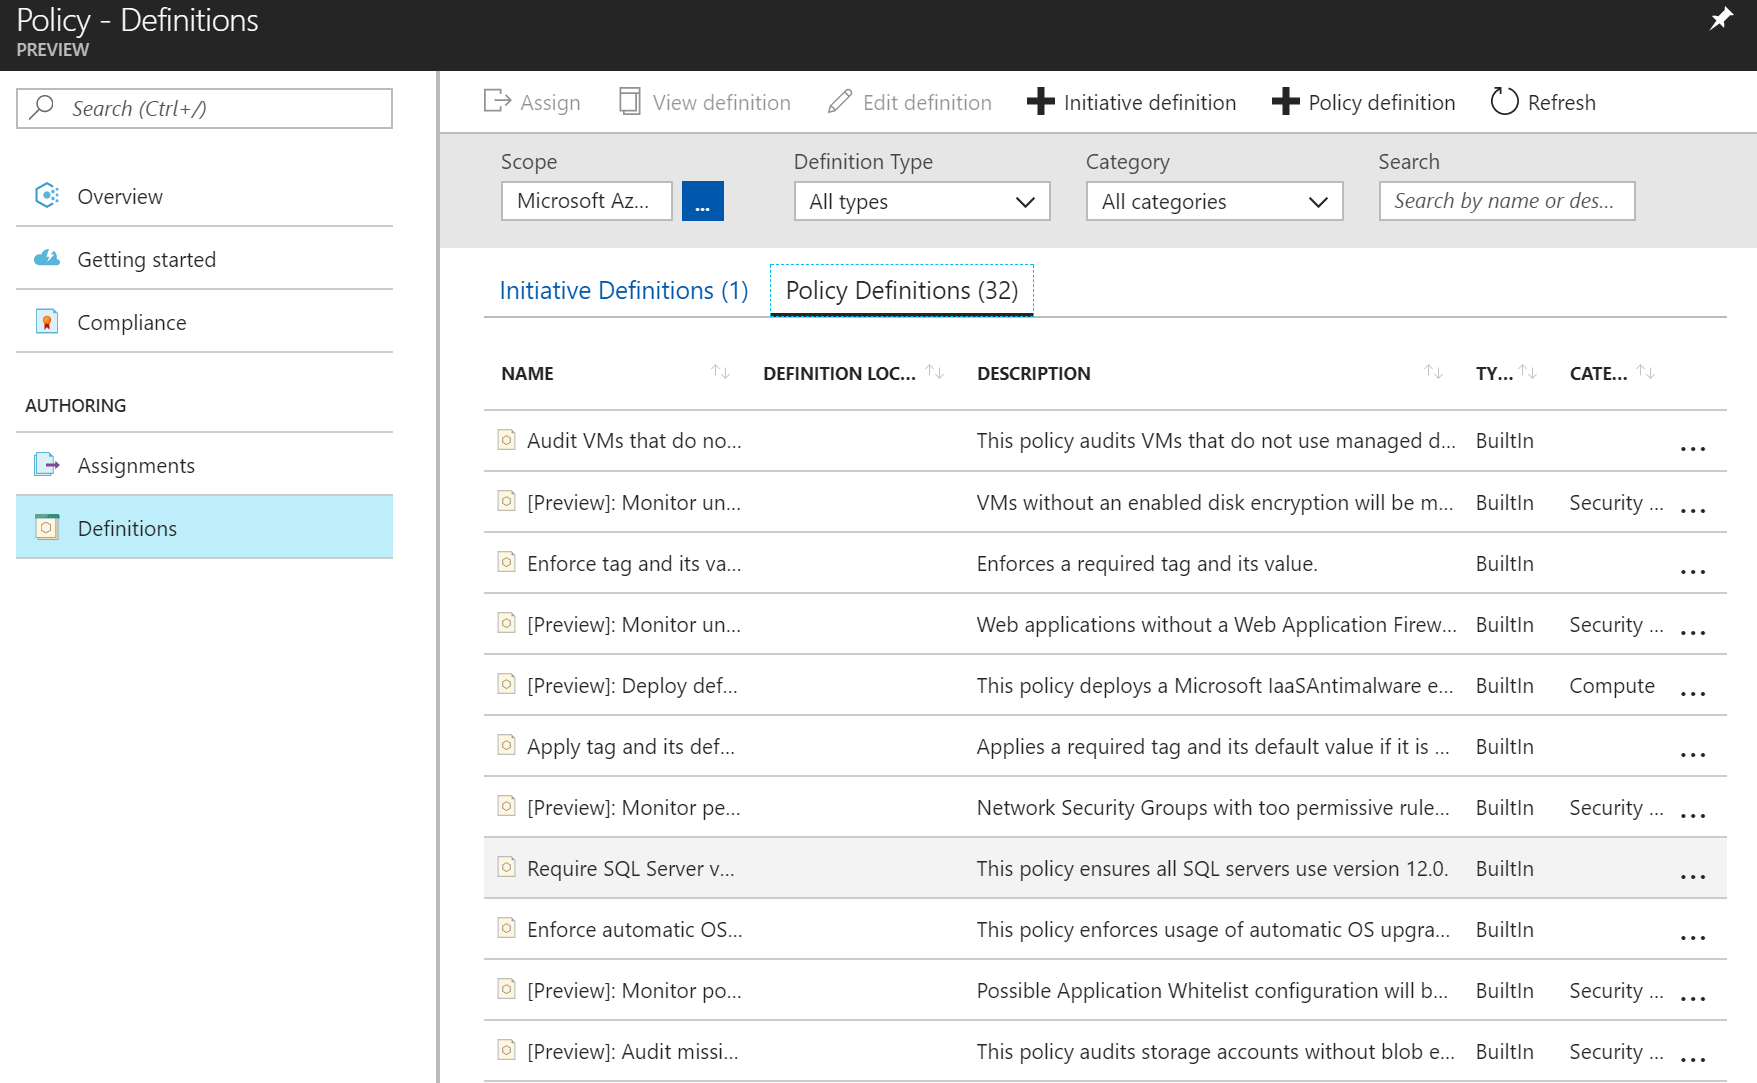 Policy - Definitions
PREVIEW
Search (Ctrl+/)
Overview
Getting started
Compliance
AUTHORING
Assignments
Definitions
Assign View definition Edit definition Initiative definition Policy definition Refresh
Scope Definition Type Category Search
Microsoft Az... ... All types All categories Search by name or des...
Initiative Definitions (1) Policy Definitions (32)
NAME DEFINITION LOC... DESCRIPTION TY... CATE...
Audit VMs that do no... This policy audits VMs that do not use managed d... BuiltIn ...
[Preview]: Monitor un... VMs without an enabled disk encryption will be m... BuiltIn Security ... ...
Enforce tag and its va... Enforces a required tag and its value. BuiltIn ...
[Preview]: Monitor un... Web applications without a Web Application Firew... BuiltIn Security ... ...
[Preview]: Deploy def... This policy deploys a Microsoft IaaSAntimalware e... BuiltIn Compute ...
Apply tag and its def... Applies a required tag and its default value if it is ... BuiltIn ...
[Preview]: Monitor pe... Network Security Groups with too permissive rule... BuiltIn Security ... ...
Require SQL Server v... This policy ensures all SQL servers use version 12.0. BuiltIn ...
Enforce automatic OS... This policy enforces usage of automatic OS upgra... BuiltIn ...
[Preview]: Monitor po... Possible Application Whitelist configuration will b... BuiltIn Security ... ...
[Preview]: Audit missi... This policy audits storage accounts without blob e... BuiltIn Security ... ...